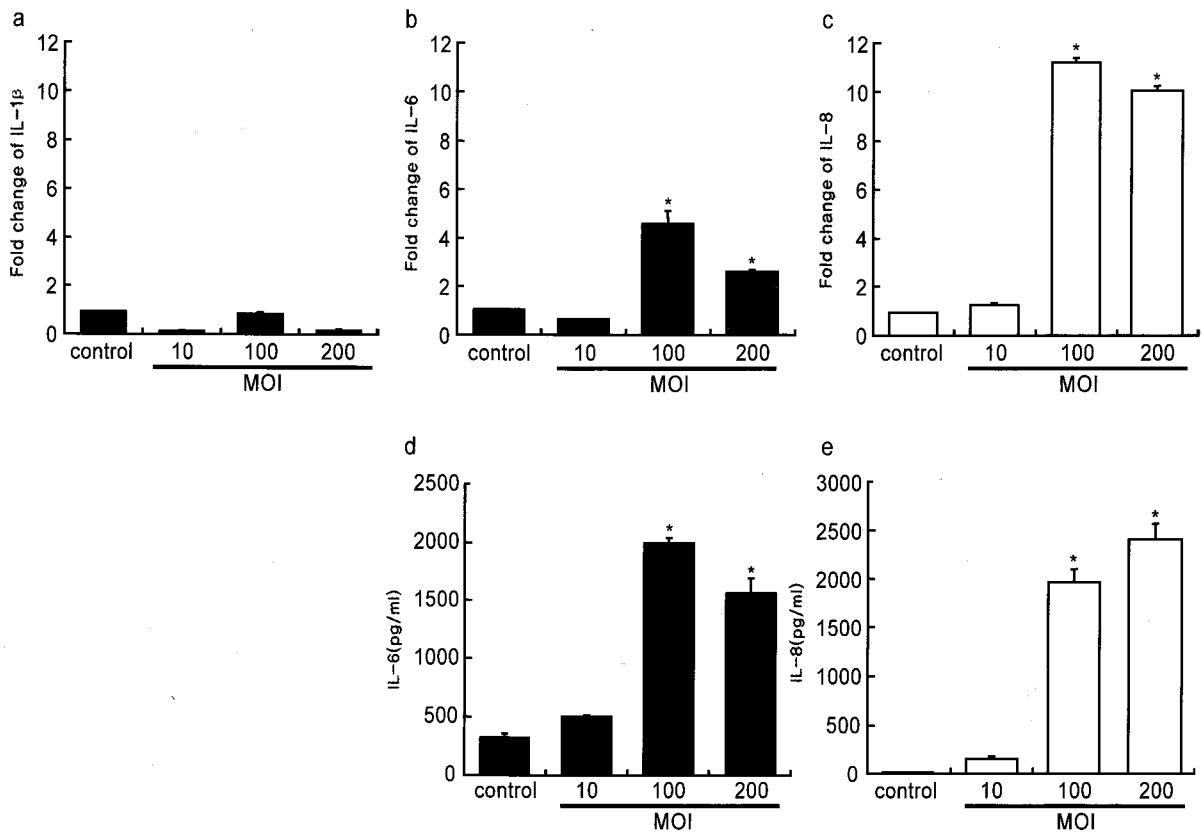 a
Fold change of IL-1β
12
10
8
6
4
2
0
control 10 100 200
MOI
b
Fold change of IL-6
12
10
8
6
4
2
0
*
*
control 10 100 200
MOI
c
Fold change of IL-8
12
10
8
6
4
2
0
*
*
control 10 100 200
MOI
d
IL-6(pg/ml)
2500
2000
1500
1000
500
0
*
*
control 10 100 200
MOI
e
IL-8(pg/ml)
3000
2500
2000
1500
1000
500
0
*
*
control 10 100 200
MOI